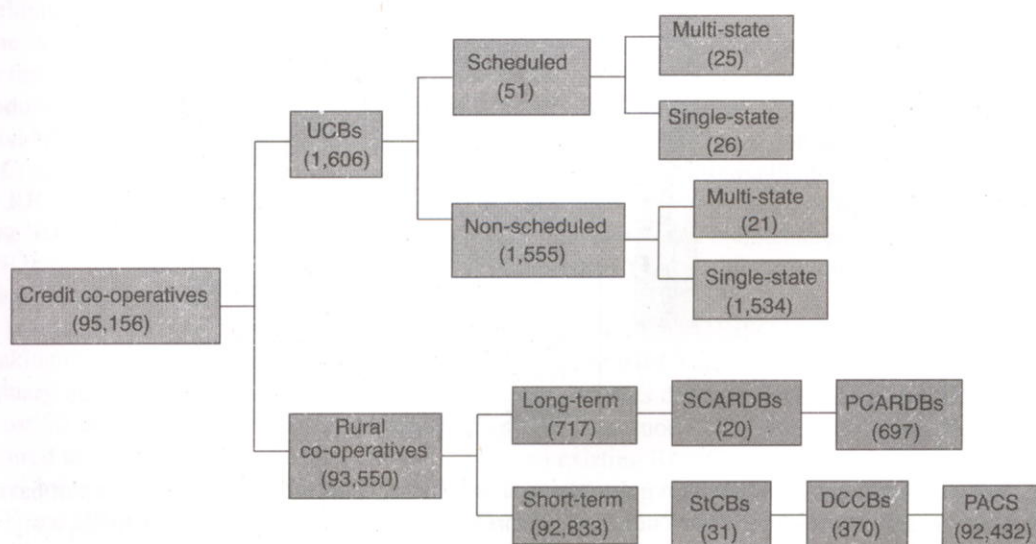 Credit co-operatives
(95,156)
UCBs
(1,606)
Scheduled
(51)
Multi-state
(25)
Single-state
(26)
Non-scheduled
(1,555)
Multi-state
(21)
Single-state
(1,534)
Rural
co-operatives
(93,550)
Long-term
(717)
SCARDBs
(20)
PCARDBs
(697)
Short-term
(92,833)
StCBs
(31)
DCCBs
(370)
PACS
(92,432)